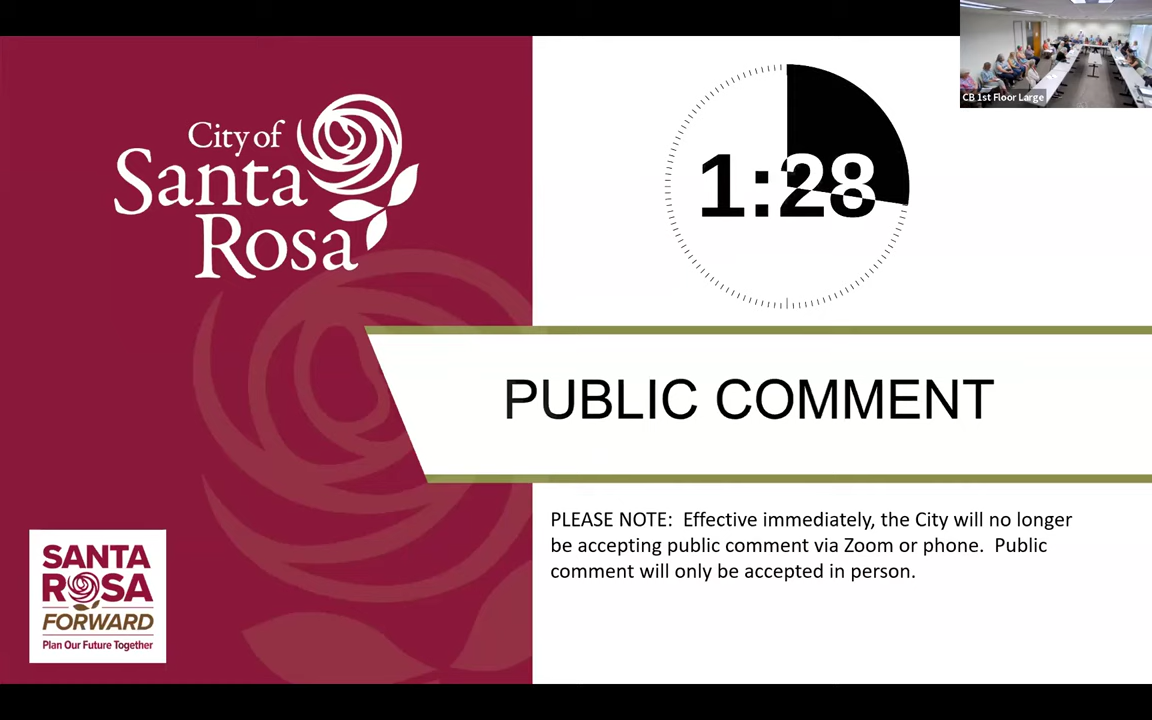 City of
Santa
Rosa
1:28
CB 1st Floor Large
PUBLIC COMMENT
PLEASE NOTE:  Effective immediately, the City will no longer
be accepting public comment via Zoom or phone.  Public
comment will only be accepted in person.
SANTA
ROSA
FORWARD
Plan Our Future Together